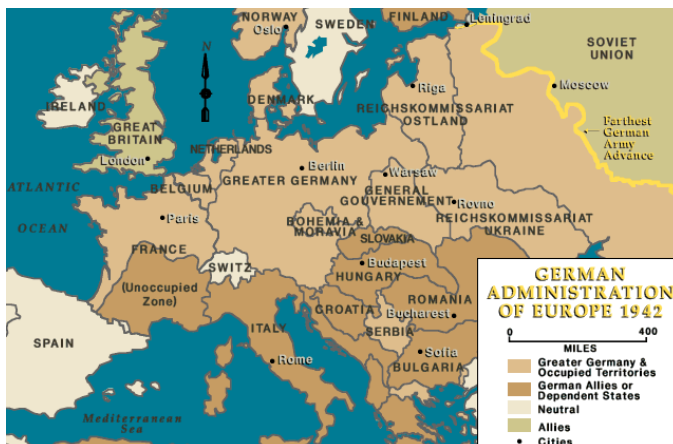 NORWAY
Oslo
SWEDEN
FINLAND
Leningrad
SOVIET
UNION
N
Riga
Moscow
IRELAND
DENMARK
REICHSKOMMISSARIAT
OSTLAND
Farthest
German
Army
Advance
GREAT
BRITAIN
London
NETHERLANDS
Berlin
GREATER GERMANY
Warsaw
GENERAL
GOUVERNEMENT
ATLANTIC
OCEAN
BELGIUM
Rovno
REICHSKOMMISSARIAT
UKRAINE
Paris
BOHEMIA &
MORAVIA
FRANCE
SLOVAKIA
SWITZ
Budapest
HUNGARY
(Unoccupied
Zone)
CROATIA
ROMANIA
Bucharest
ITALY
SERBIA
SPAIN
Rome
Sofia
BULGARIA
Mediterranean
Sea
GERMAN
ADMINISTRATION
OF EUROPE 1942
0 400
MILES
Greater Germany &
Occupied Territories
German Allies or
Dependent States
Neutral
Allies
Cities